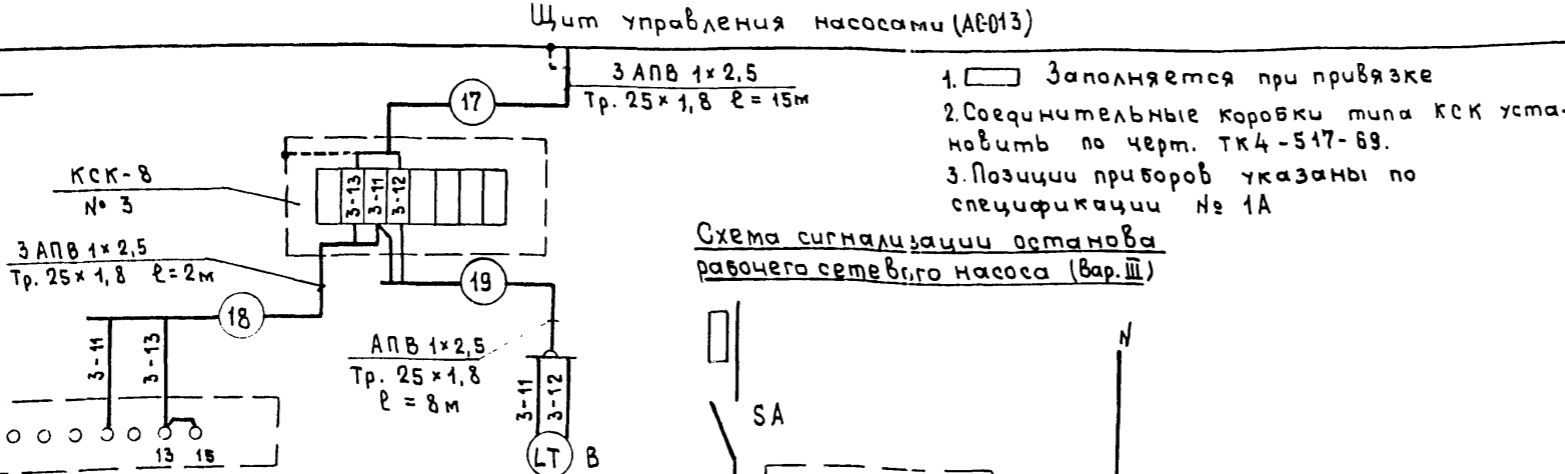 Щит управления насосами (АС-013)
3 АПВ 1×2,5
Тр. 25×1,8 ℓ = 15м
17
1. Заполняется при привязке
2. Соединительные коробки типа КСК уста-
новить по черт. ТК4-517-69.
3. Позиции приборов указаны по
спецификации № 1А
КСК-8
№ 3
3-13
3-11
3-12
3 АПВ 1×2,5
Тр. 25×1,8 ℓ=2м
18
19
Схема сигнализации останова
рабочего сетевого насоса (Вар. III)
3-11
3-13
АПВ 1×2,5
Тр. 25×1,8
ℓ = 8м
3-11
3-12
N
SA
13 15
LT В